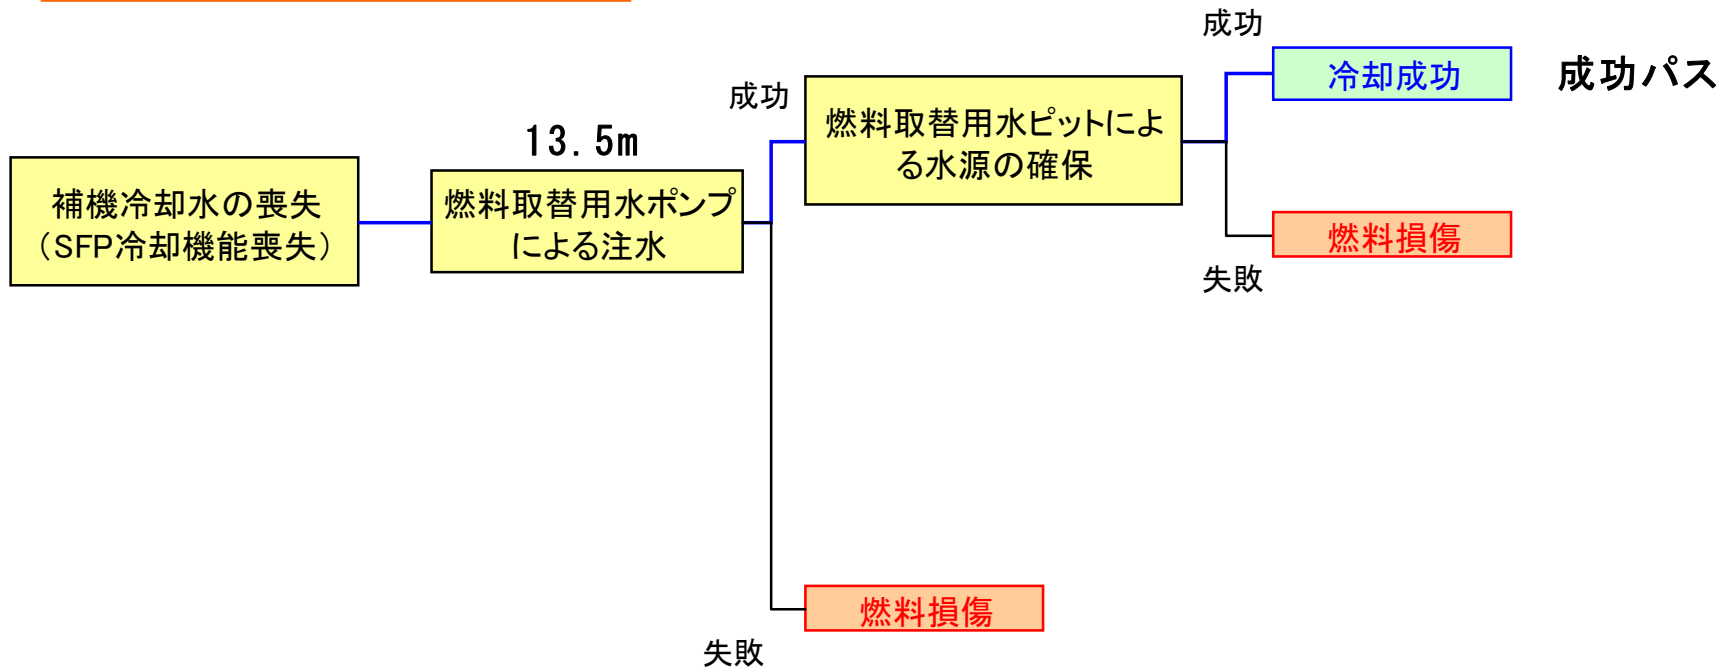 成功
冷却成功
成功パス
成功
燃料取替用水ピットによ
る水源の確保
13.5m
補機冷却水の喪失
（SFP冷却機能喪失）
燃料取替用水ポンプ
による注水
燃料損傷
失敗
燃料損傷
失敗